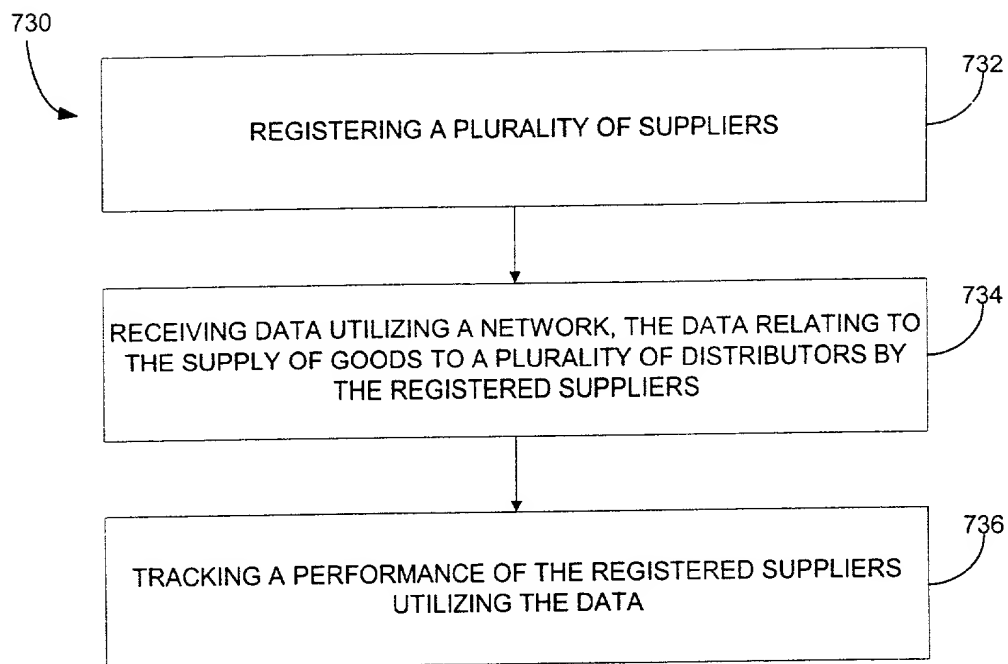 730
732
REGISTERING A PLURALITY OF SUPPLIERS
734
RECEIVING DATA UTILIZING A NETWORK, THE DATA RELATING TO
THE SUPPLY OF GOODS TO A PLURALITY OF DISTRIBUTORS BY
THE REGISTERED SUPPLIERS
736
TRACKING A PERFORMANCE OF THE REGISTERED SUPPLIERS
UTILIZING THE DATA